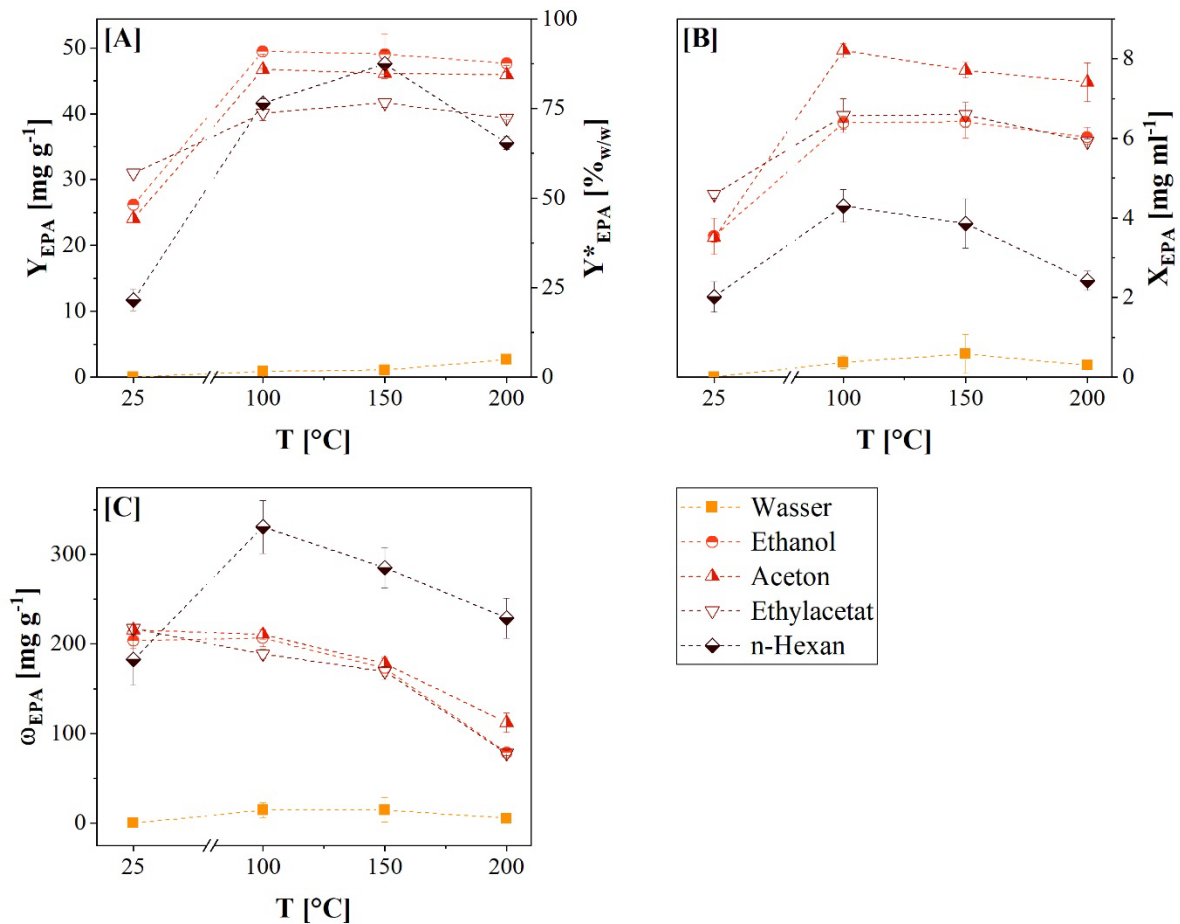 [A]
Y_EPA [mg g⁻¹]
0
10
20
30
40
50
0
25
50
75
100
Y*_EPA [%_w/w]
25
100
150
200
T [°C]
[B]
0
2
4
6
8
X_EPA [mg ml⁻¹]
25
100
150
200
T [°C]
[C]
ω_EPA [mg g⁻¹]
0
100
200
300
25
100
150
200
T [°C]
Wasser
Ethanol
Aceton
Ethylacetat
n-Hexan